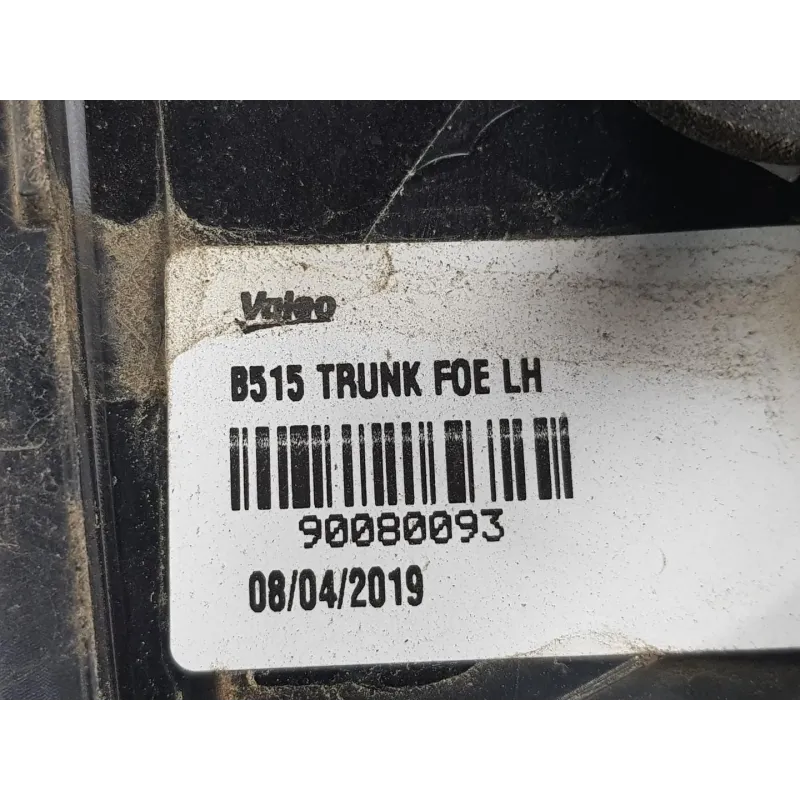 Valeo
B515 TRUNK FOE LH
90080093
08/04/2019